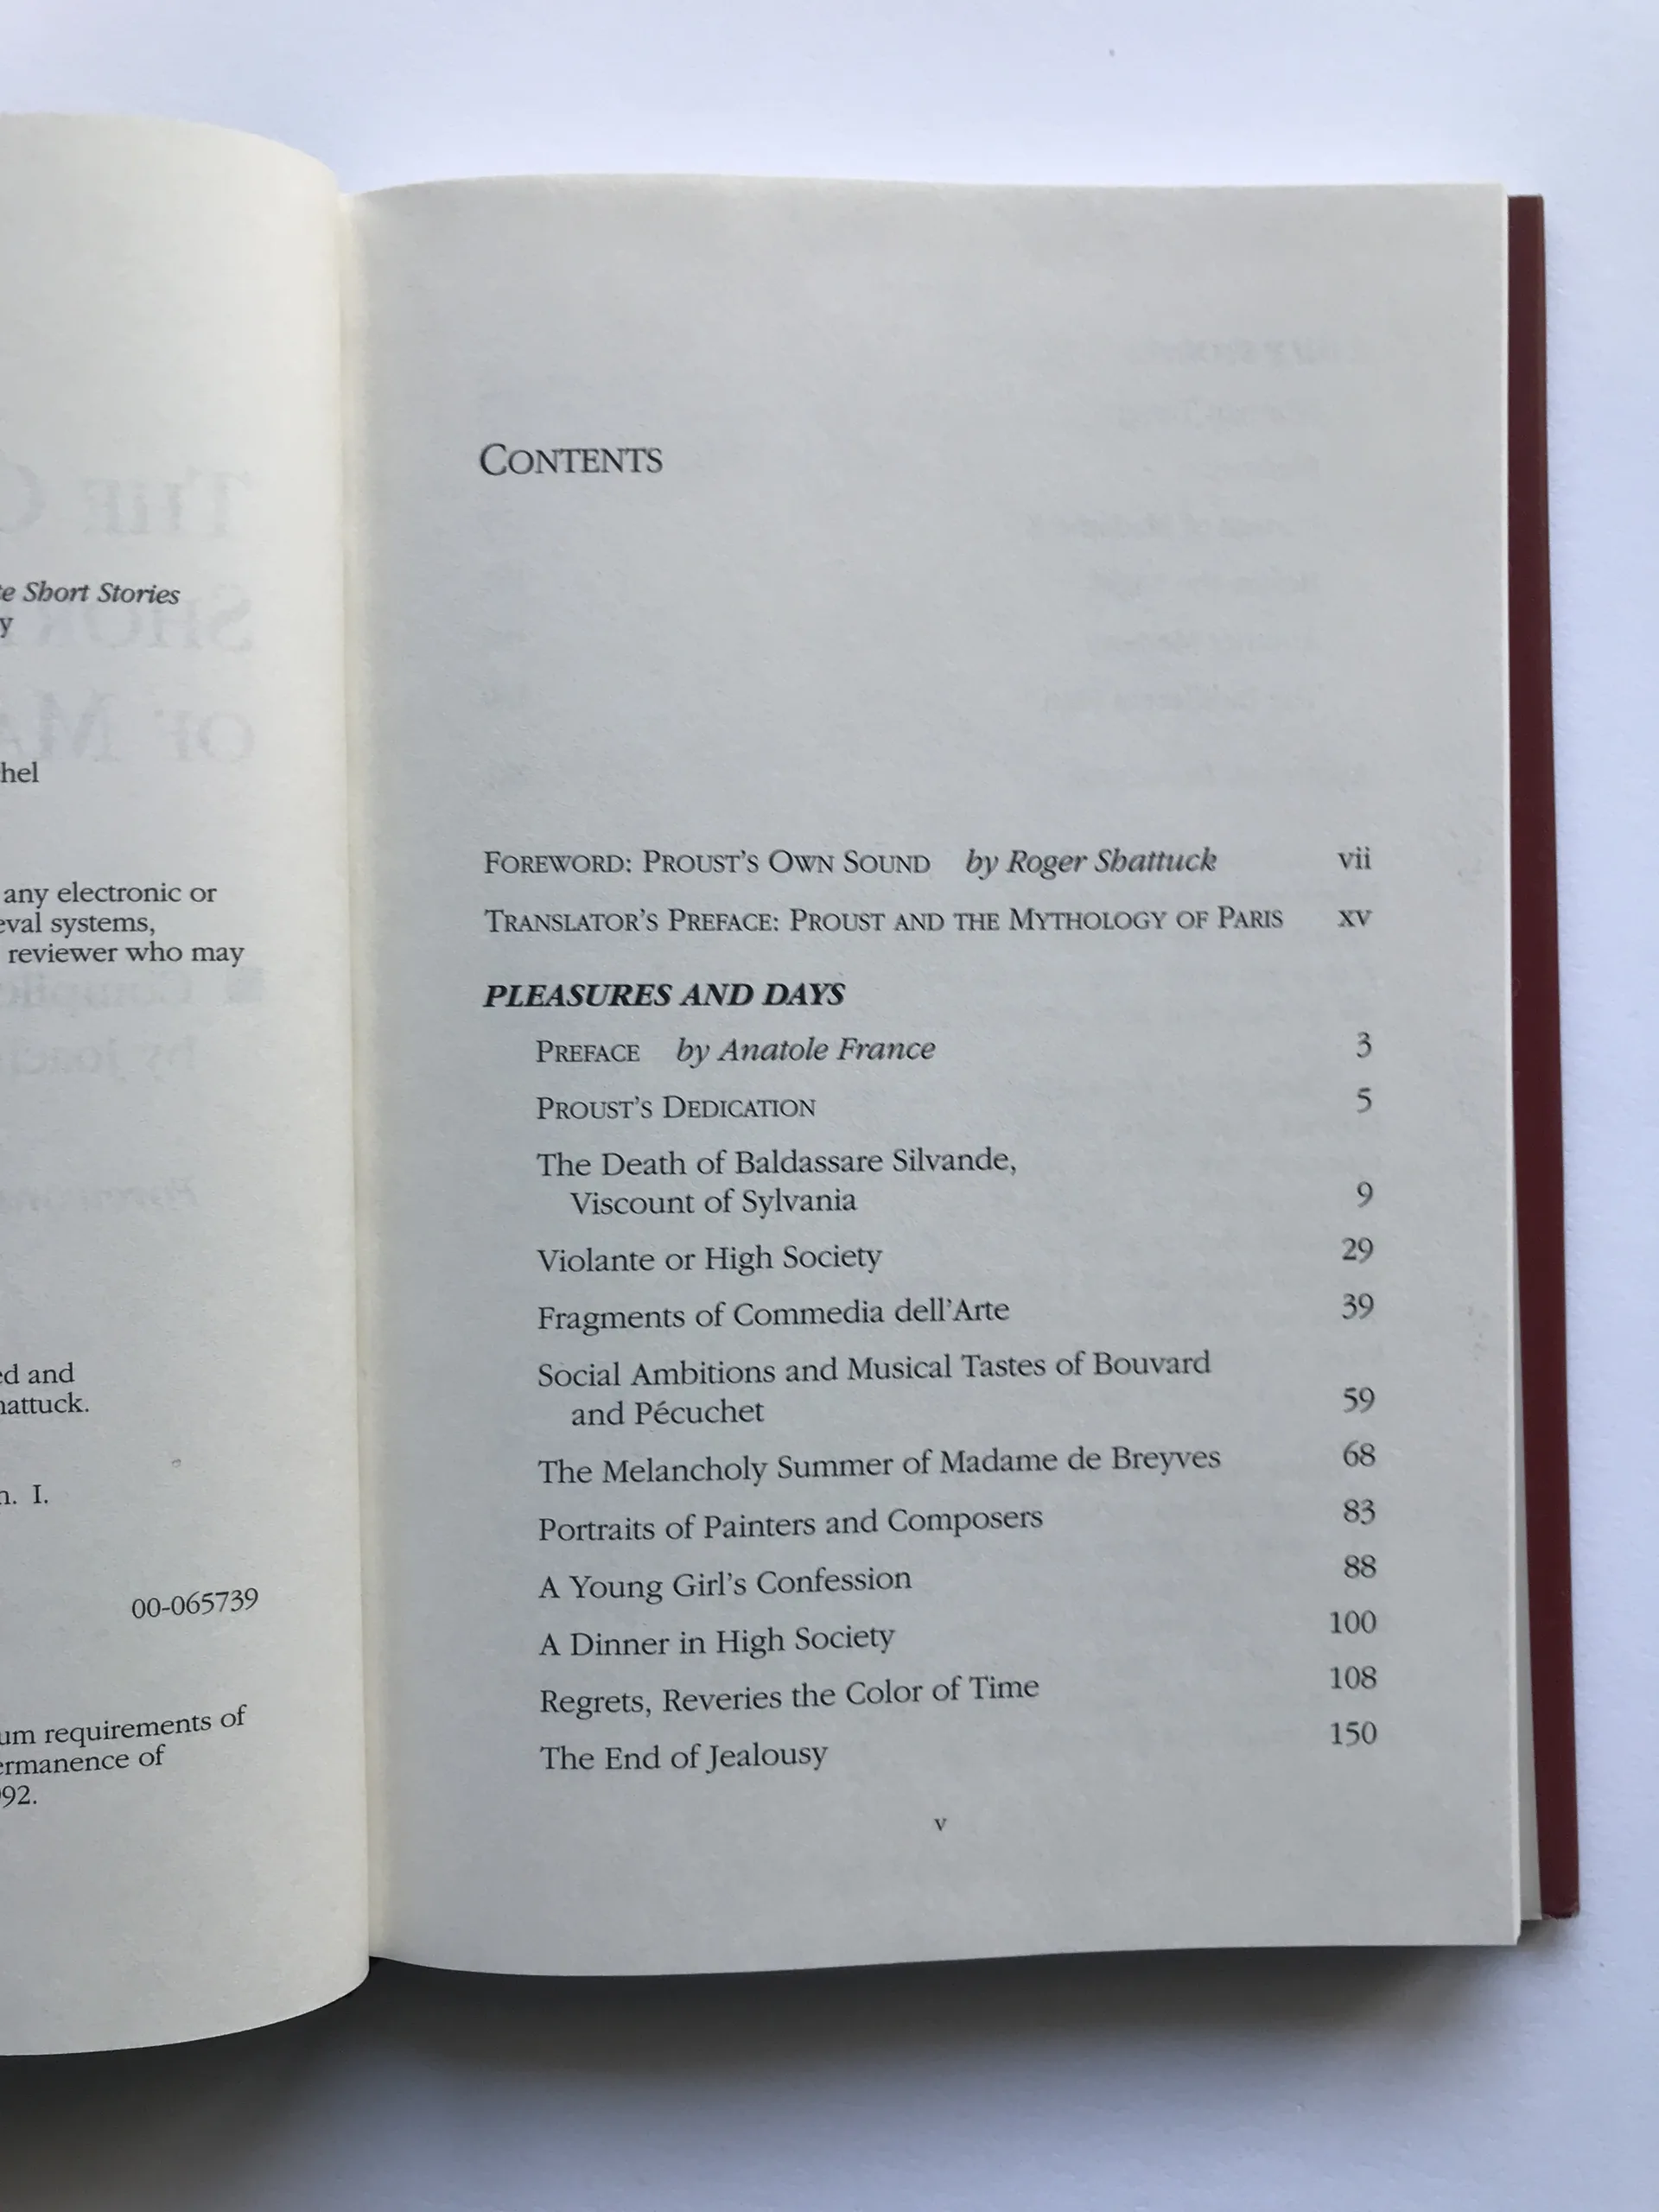 e Short Stories
y
hel
any electronic or
eval systems,
reviewer who may
ed and
hattuck.
n. I.
00-065739
um requirements of
ermanence of
92.
CONTENTS
FOREWORD: PROUST'S OWN SOUND by Roger Shattuck vii
TRANSLATOR'S PREFACE: PROUST AND THE MYTHOLOGY OF PARIS xv
PLEASURES AND DAYS
PREFACE by Anatole France 3
PROUST'S DEDICATION 5
The Death of Baldassare Silvande,
Viscount of Sylvania 9
Violante or High Society 29
Fragments of Commedia dell'Arte 39
Social Ambitions and Musical Tastes of Bouvard
and Pécuchet 59
The Melancholy Summer of Madame de Breyves 68
Portraits of Painters and Composers 83
A Young Girl's Confession 88
A Dinner in High Society 100
Regrets, Reveries the Color of Time 108
The End of Jealousy 150
v